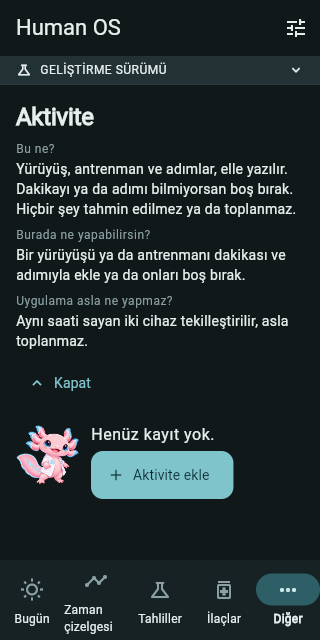 Human OS
GELİŞTİRME SÜRÜMÜ
Aktivite
Bu ne?
Yürüyüş, antrenman ve adımlar, elle yazılır.
Dakikayı ya da adımı bilmiyorsan boş bırak.
Hiçbir şey tahmin edilmez ya da toplanmaz.
Burada ne yapabilirsin?
Bir yürüyüşü ya da antrenmanı dakikası ve
adımıyla ekle ya da onları boş bırak.
Uygulama asla ne yapmaz?
Aynı saati sayan iki cihaz tekilleştirilir, asla
toplanmaz.
Kapat
Henüz kayıt yok.
Aktivite ekle
Bugün
Zaman
çizelgesi
Tahliller
İlaçlar
Diğer